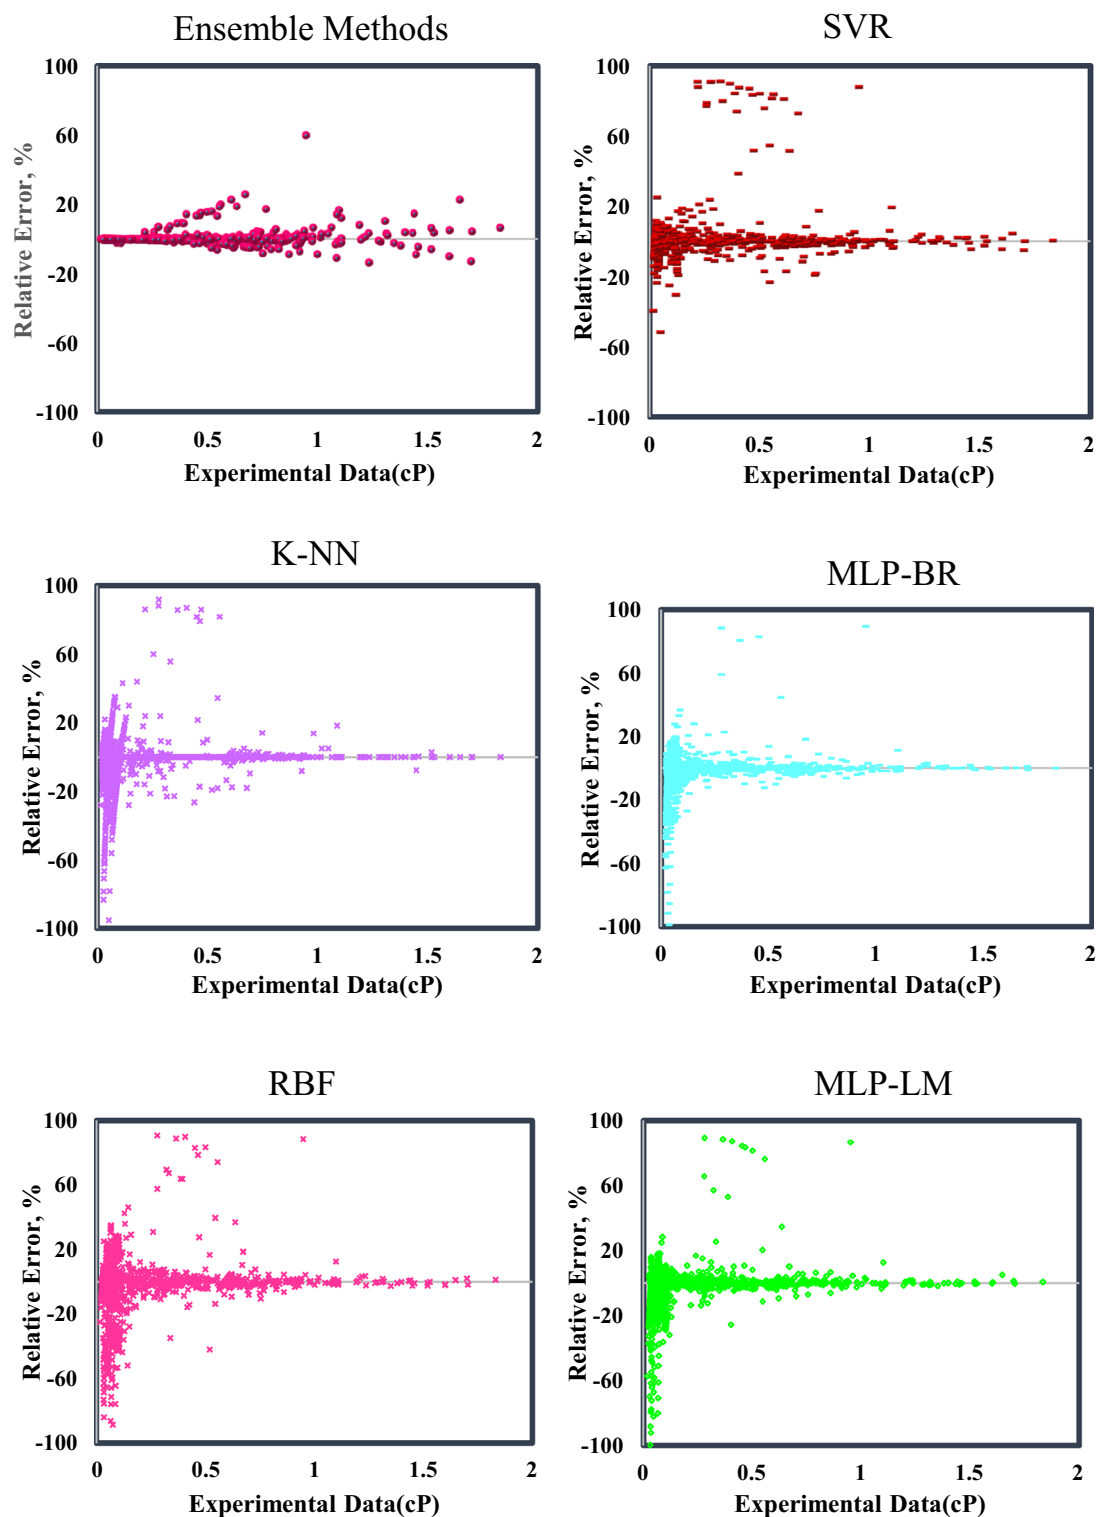 Ensemble Methods
100
60
20
-20
-60
-100
Relative Error, %
0 0.5 1 1.5 2
Experimental Data(cP)
SVR
100
60
20
-20
-60
-100
Relative Error, %
0 0.5 1 1.5 2
Experimental Data(cP)
K-NN
100
60
20
-20
-60
-100
Relative Error, %
0 0.5 1 1.5 2
Experimental Data(cP)
MLP-BR
100
60
20
-20
-60
-100
Relative Error, %
0 0.5 1 1.5 2
Experimental Data(cP)
RBF
100
60
20
-20
-60
-100
Relative Error, %
0 0.5 1 1.5 2
Experimental Data(cP)
MLP-LM
100
60
20
-20
-60
-100
Relative Error, %
0 0.5 1 1.5 2
Experimental Data(cP)